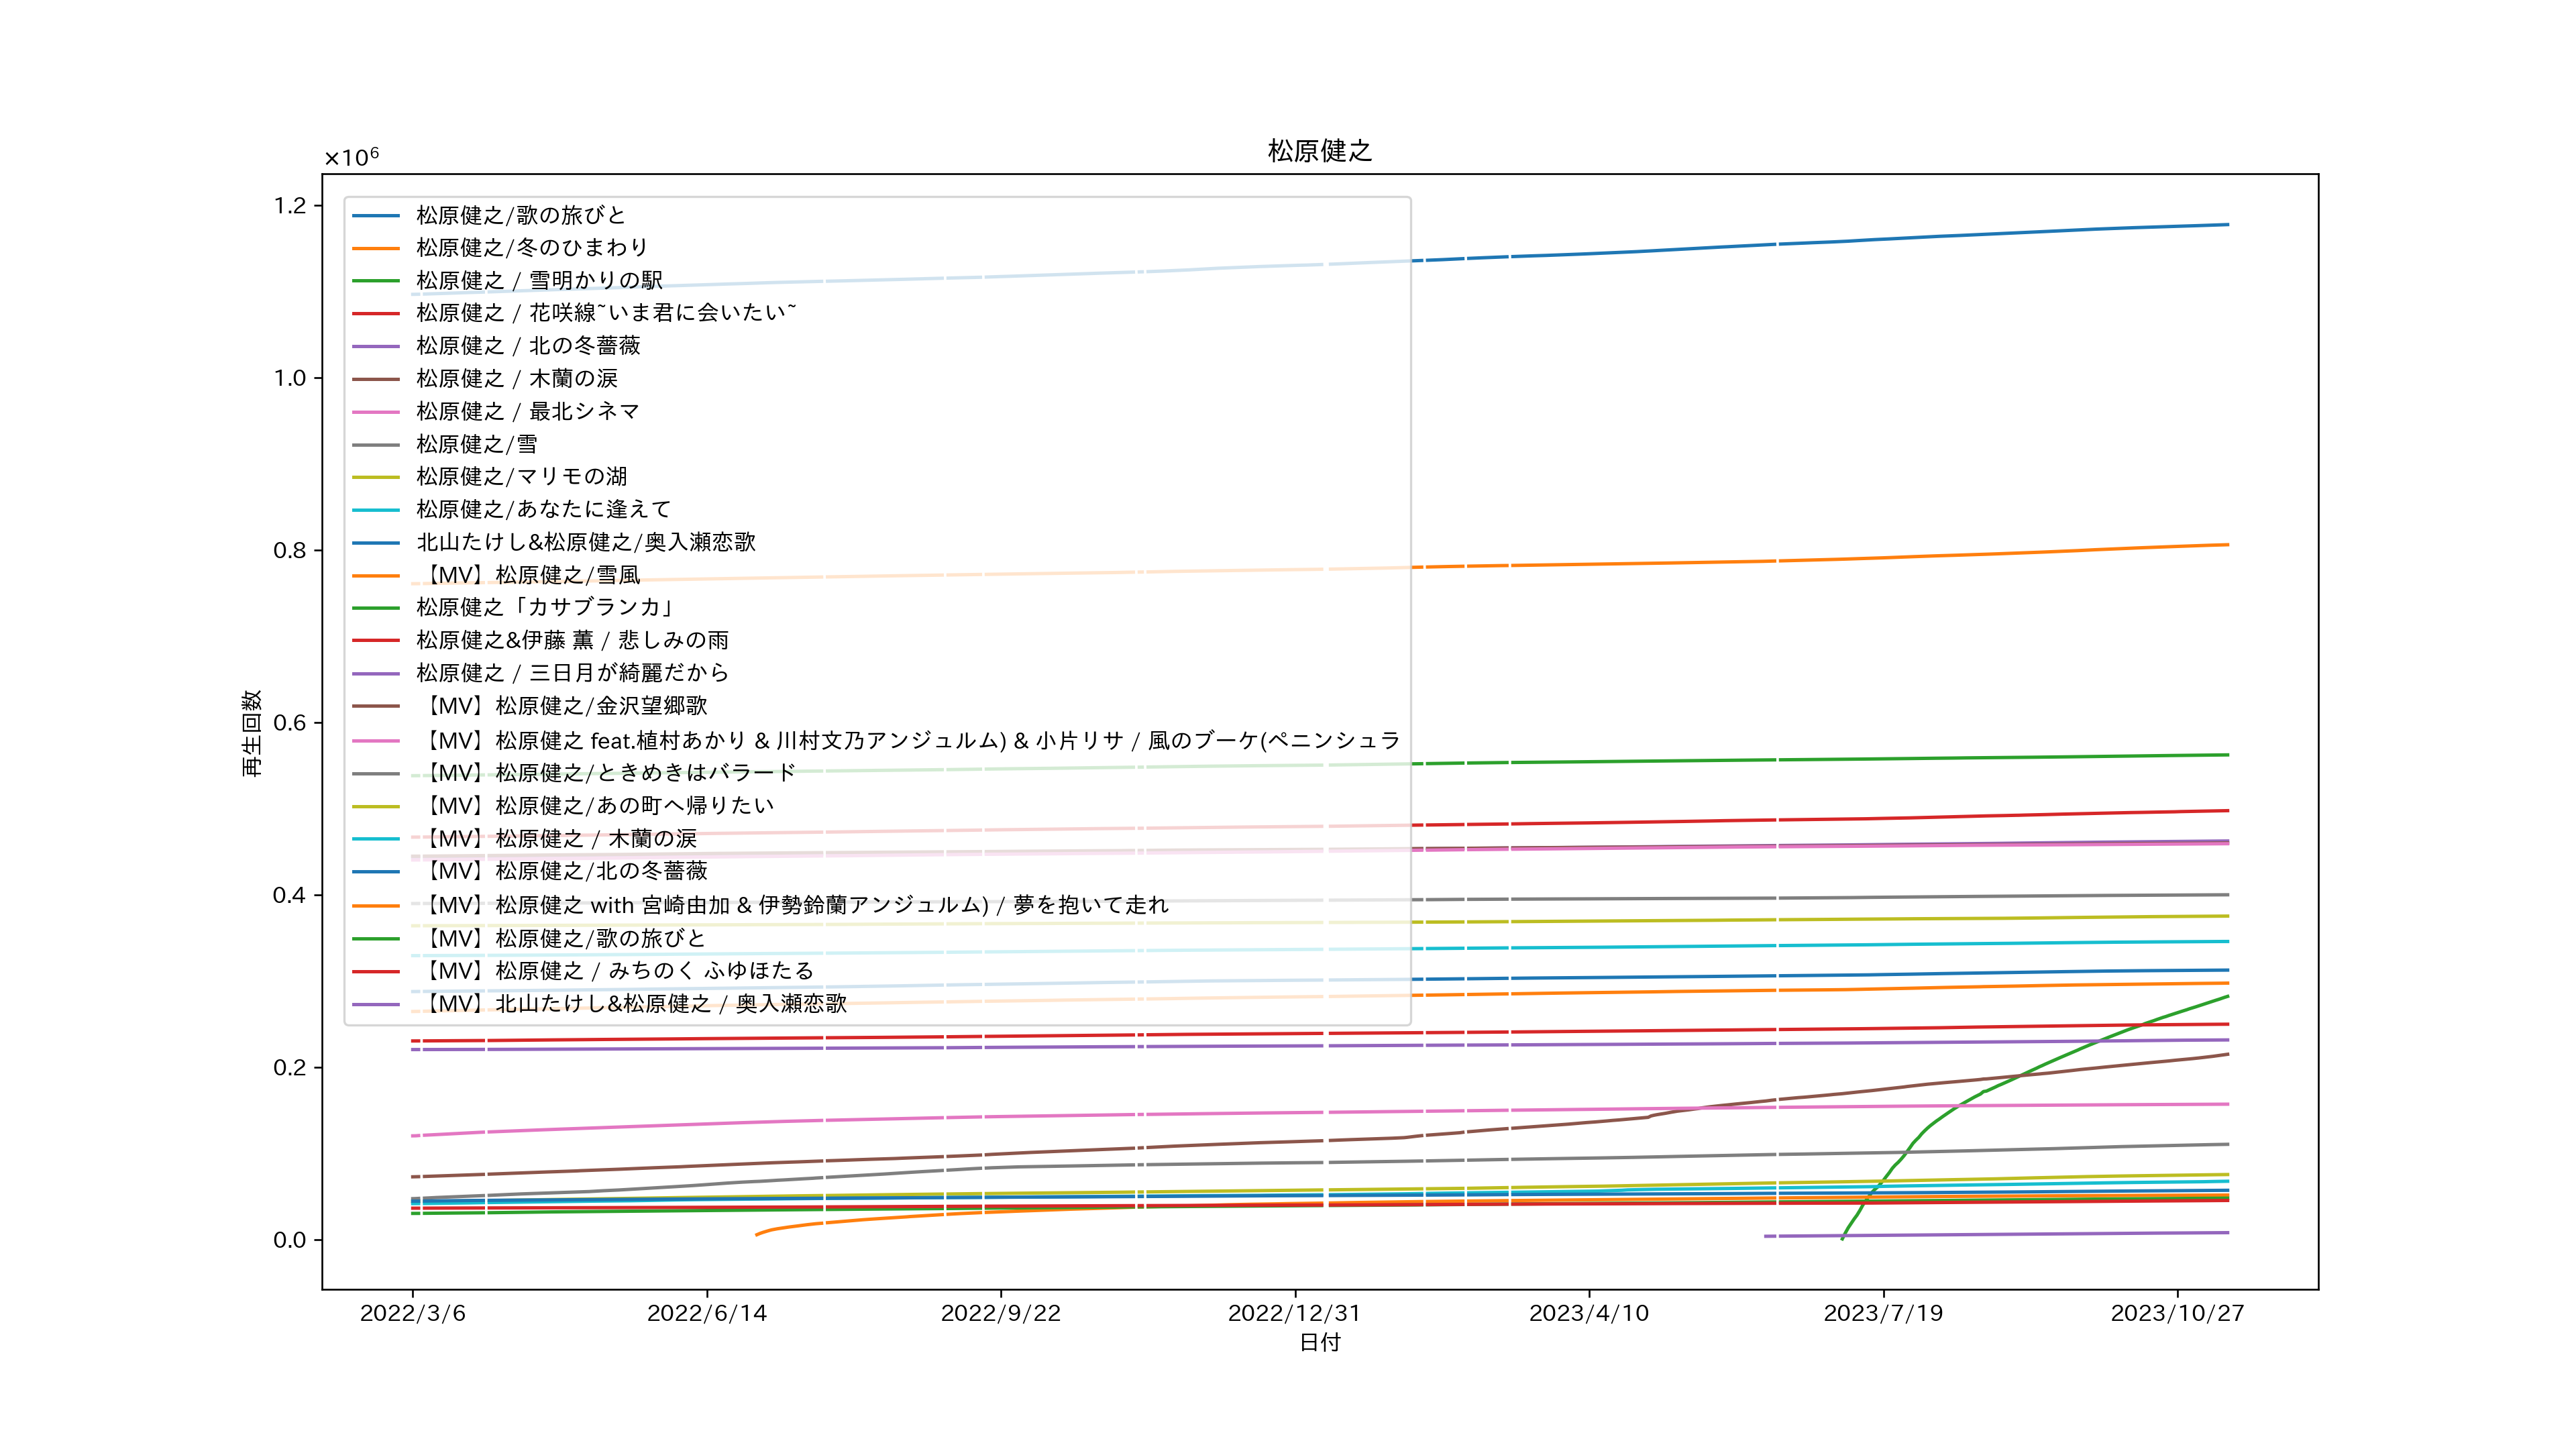 松原健之
×10⁶
1.2
1.0
0.8
0.6
0.4
0.2
0.0
再生回数
松原健之/歌の旅びと
松原健之/冬のひまわり
松原健之 / 雪明かりの駅
松原健之 / 花咲線~いま君に会いたい~
松原健之 / 北の冬薔薇
松原健之 / 木蘭の涙
松原健之 / 最北シネマ
松原健之/雪
松原健之/マリモの湖
松原健之/あなたに逢えて
北山たけし&松原健之/奥入瀬恋歌
【MV】松原健之/雪風
松原健之「カサブランカ」
松原健之&伊藤 薫 / 悲しみの雨
松原健之 / 三日月が綺麗だから
【MV】松原健之/金沢望郷歌
【MV】松原健之 feat.植村あかり & 川村文乃アンジュルム) & 小片リサ / 風のブーケ(ペニンシュラ
【MV】松原健之/ときめきはバラード
【MV】松原健之/あの町へ帰りたい
【MV】松原健之 / 木蘭の涙
【MV】松原健之/北の冬薔薇
【MV】松原健之 with 宮崎由加 & 伊勢鈴蘭アンジュルム) / 夢を抱いて走れ
【MV】松原健之/歌の旅びと
【MV】松原健之 / みちのく ふゆほたる
【MV】北山たけし&松原健之 / 奥入瀬恋歌
2022/3/6
2022/6/14
2022/9/22
2022/12/31
2023/4/10
2023/7/19
2023/10/27
日付